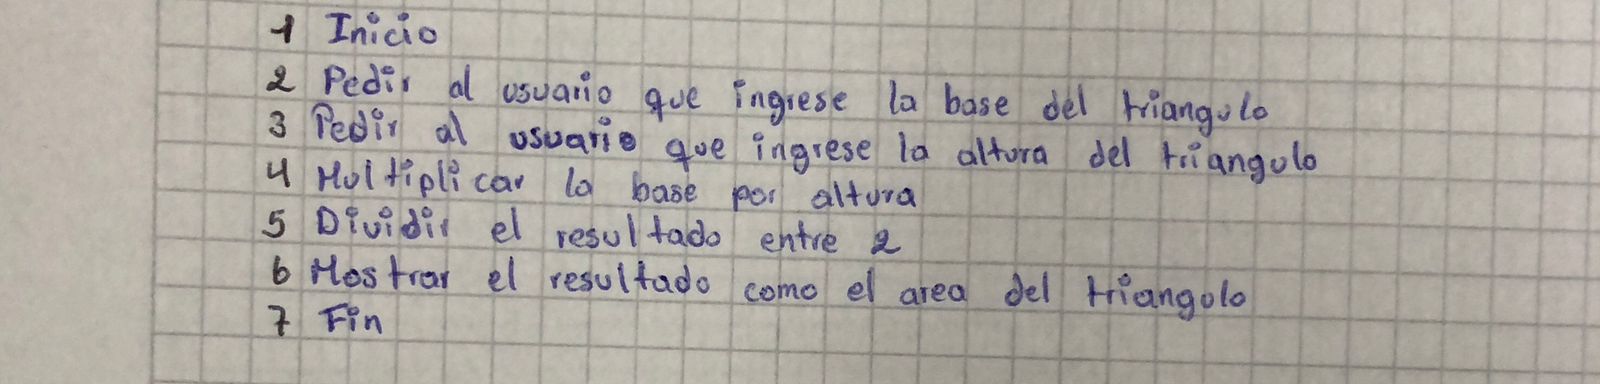 1 Inicio
2 Pedir al usuario que ingrese la base del triangulo
3 Pedir al usuario que ingrese la altura del triangulo
4 Multiplicar la base por altura
5 Dividir el resultado entre 2
6 Mostrar el resultado como el area del triangulo
7 Fin